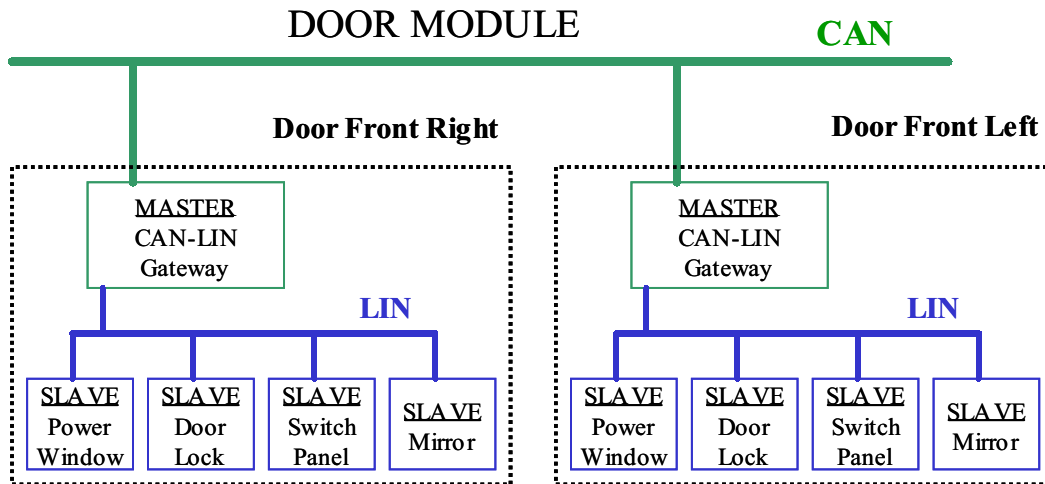 DOOR MODULE
CAN
Door Front Right
Door Front Left
MASTER
CAN-LIN
Gateway
LIN
SLAVE
Power
Window
SLAVE
Door
Lock
SLAVE
Switch
Panel
SLAVE
Mirror
MASTER
CAN-LIN
Gateway
LIN
SLAVE
Power
Window
SLAVE
Door
Lock
SLAVE
Switch
Panel
SLAVE
Mirror